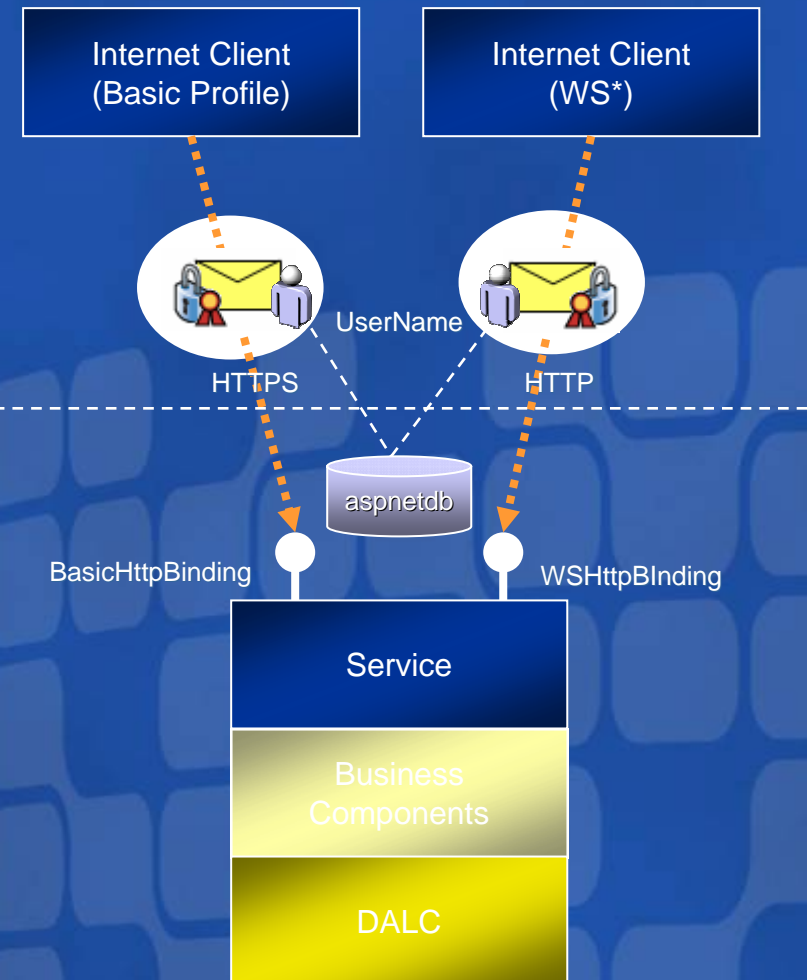 Internet Client
(Basic Profile)
Internet Client
(WS*)
UserName
HTTPS
HTTP
aspnetdb
BasicHttpBinding
WSHttpBInding
Service
Business
Components
DALC